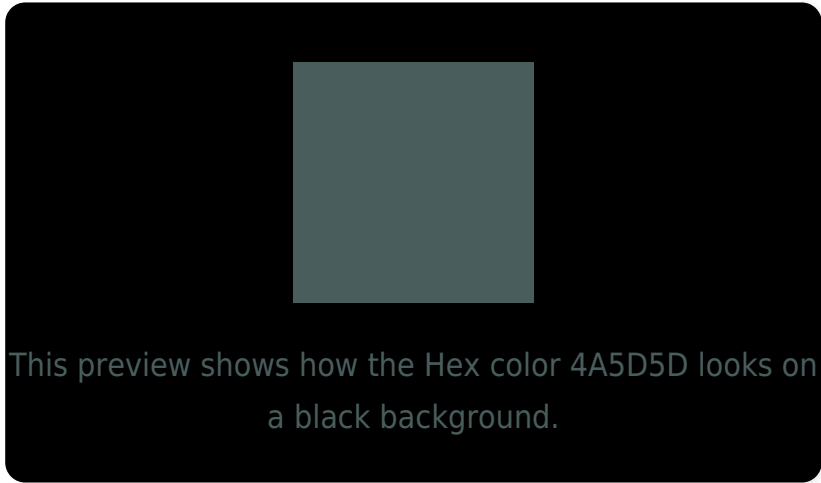 This preview shows how the Hex color 4A5D5D looks on
a black background.